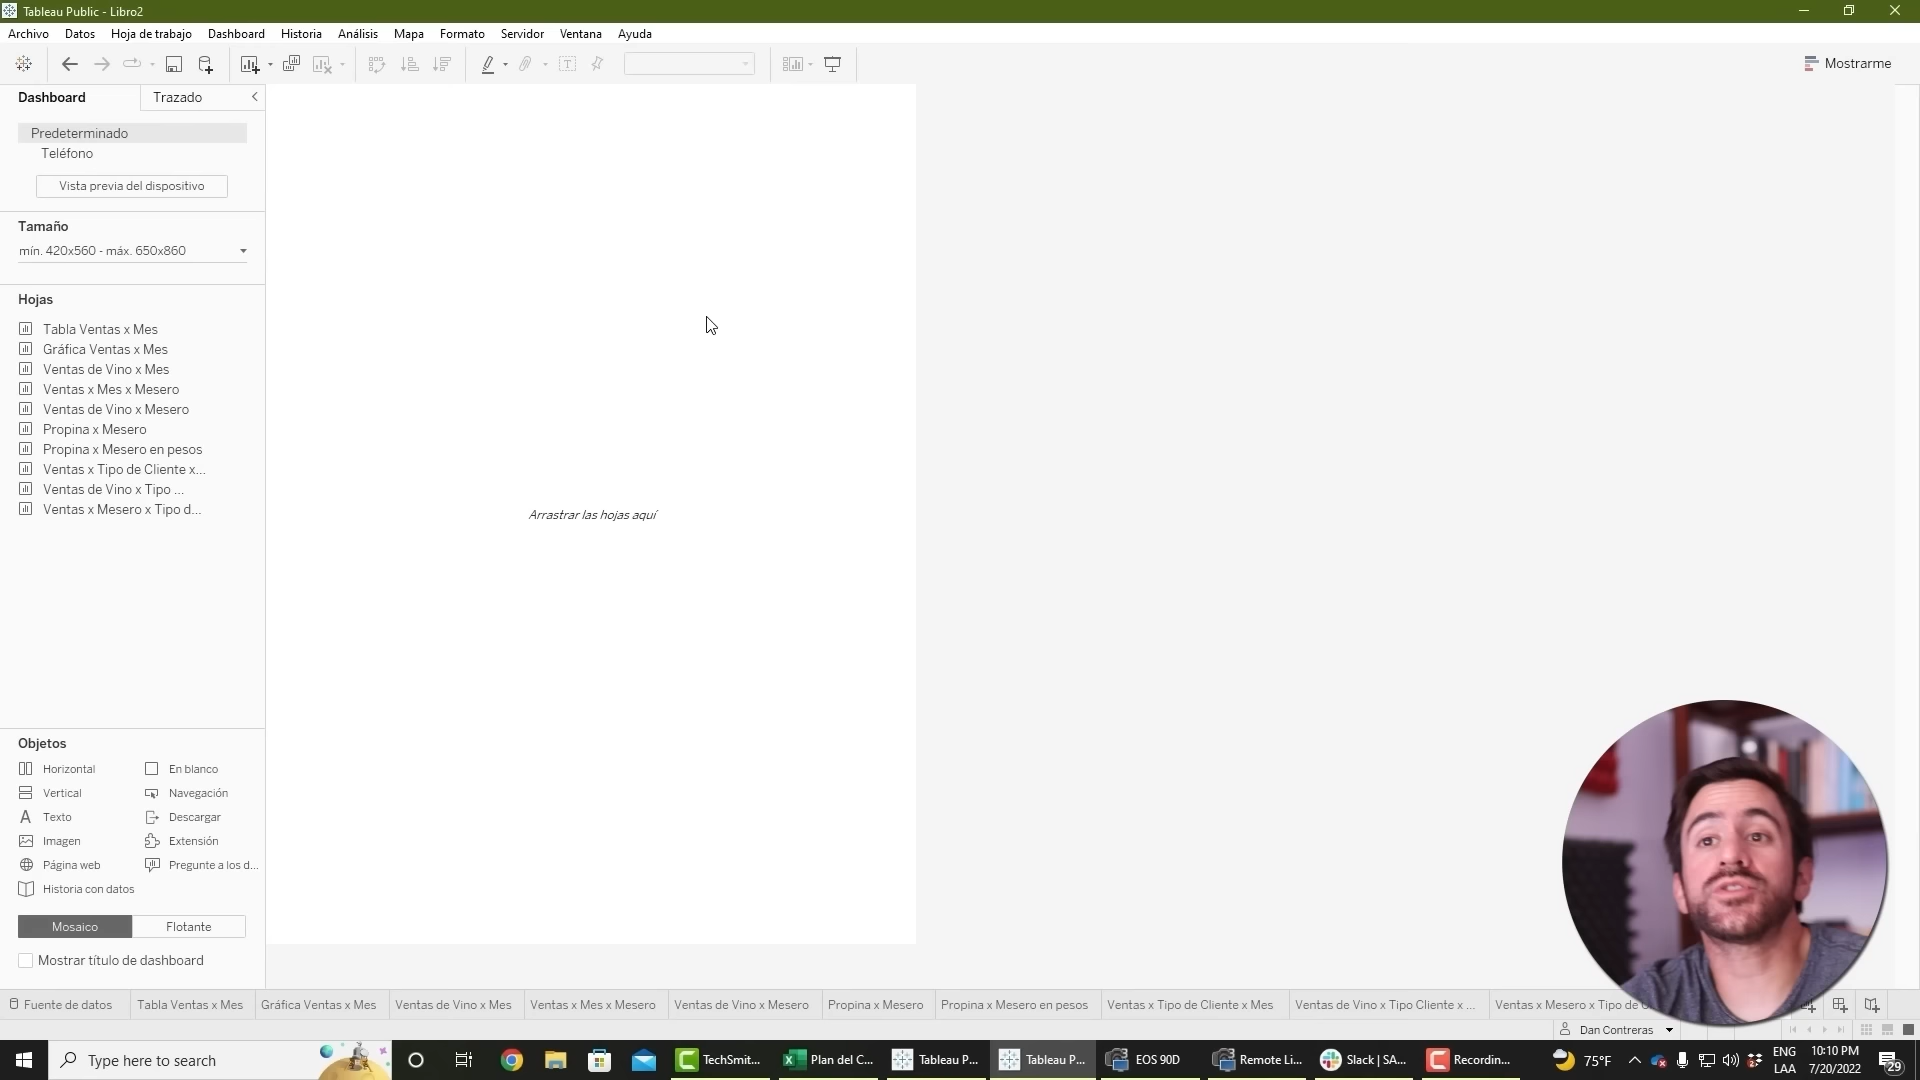 Tableau Public - Libro2
Archivo Datos Hoja de trabajo Dashboard Historia Análisis Mapa Formato Servidor Ventana Ayuda
Mostrarme
Dashboard Trazado
Predeterminado
Teléfono
Vista previa del dispositivo
Tamaño
mín. 420x560 - máx. 650x860
Hojas
Tabla Ventas x Mes
Gráfica Ventas x Mes
Ventas de Vino x Mes
Ventas x Mes x Mesero
Ventas de Vino x Mesero
Propina x Mesero
Propina x Mesero en pesos
Ventas x Tipo de Cliente x...
Ventas de Vino x Tipo ...
Ventas x Mesero x Tipo d...
Arrastrar las hojas aquí
Objetos
Horizontal En blanco
Vertical Navegación
Texto Descargar
Imagen Extensión
Página web Pregunte a los d...
Historia con datos
Mosaico Flotante
Mostrar título de dashboard
Fuente de datos Tabla Ventas x Mes Gráfica Ventas x Mes Ventas de Vino x Mes Ventas x Mes x Mesero Ventas de Vino x Mesero Propina x Mesero Propina x Mesero en pesos Ventas x Tipo de Cliente x Mes Ventas de Vino x Tipo Cliente x ... Ventas x Mesero x Tipo de
Dan Contreras
Type here to search TechSmit... Plan del C... Tableau P... Tableau P... EOS 90D Remote Li... Slack | SA... Recordin... 75°F ENG 10:10 PM
LAA 7/20/2022 29